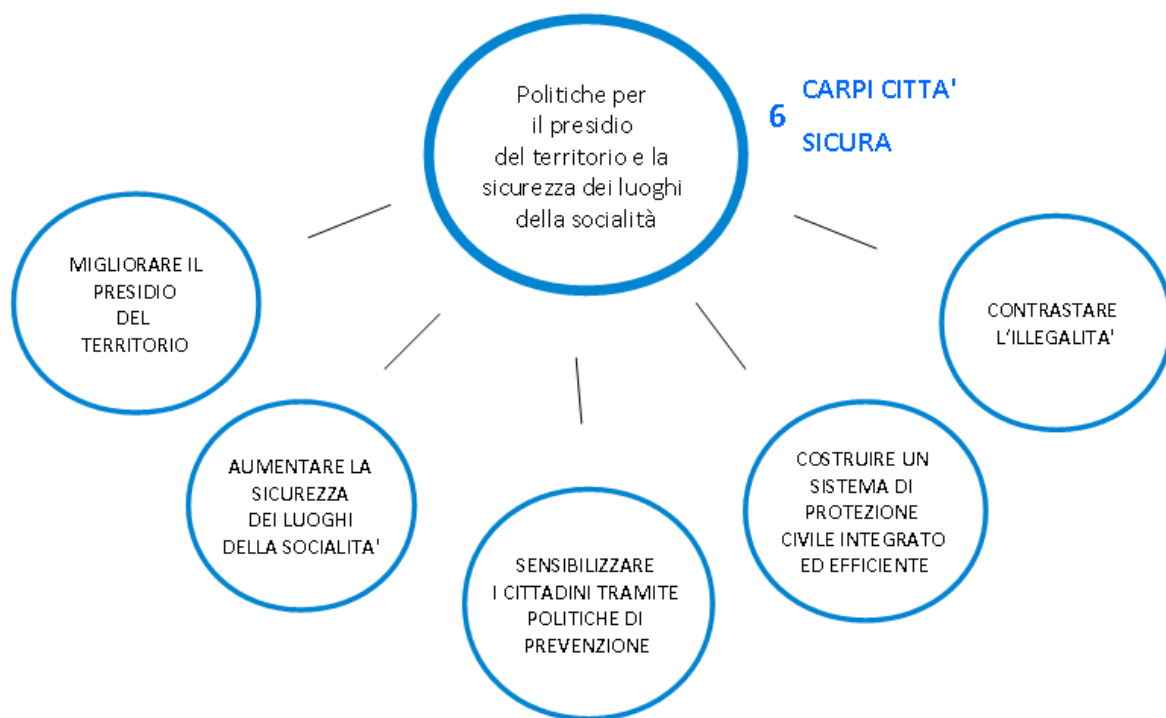 Politiche per
il presidio
del territorio e la
sicurezza dei luoghi
della socialità
6
CARPI CITTA'
SICURA
MIGLIORARE IL
PRESIDIO
DEL
TERRITORIO
AUMENTARE LA
SICUREZZA
DEI LUOGHI
DELLA SOCIALITA'
SENSIBILIZZARE
I CITTADINI TRAMITE
POLITICHE DI
PREVENZIONE
COSTRUIRE UN
SISTEMA DI
PROTEZIONE
CIVILE INTEGRATO
ED EFFICIENTE
CONTRASTARE
L'ILLEGALITA'